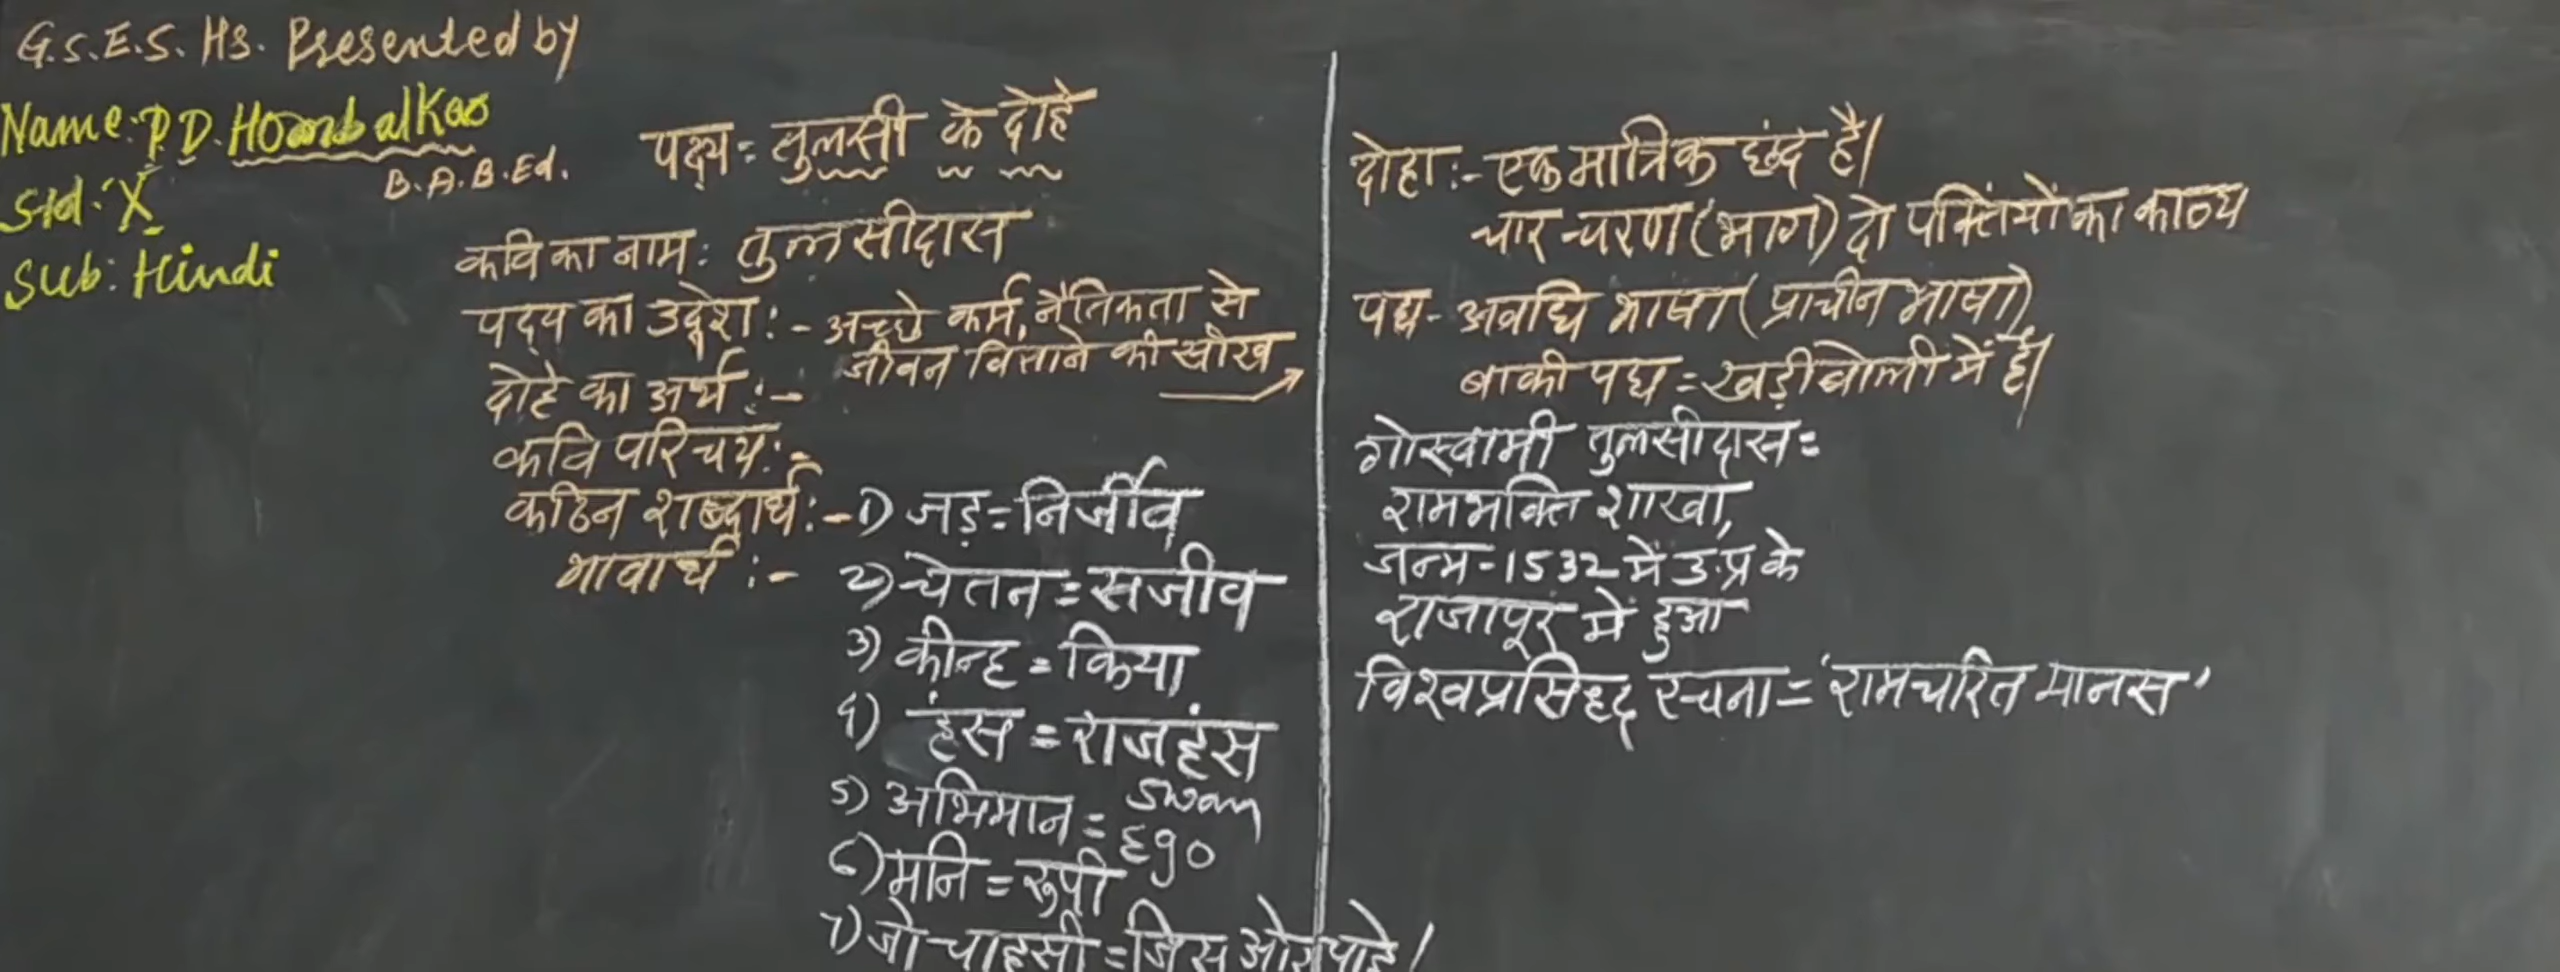 G.S.E.S. Hs. Presented by
Name: P.D. Hombalkar
B.A.B.Ed.
Std: X
Sub: Hindi
पद्य = तुलसी के दोहे
कवि का नाम: तुलसीदास
पद्य का उद्देश :- अच्छे कर्म, नैतिकता से
जीवन बिताने की सीख
दोहे का अर्थ :-
कवि परिचय :-
कठिन शब्दार्थ :- 1) जड़ = निर्जीव
भावार्थ :-
2) चेतन = सजीव
3) कीन्ह = किया
4) हंस = राजहंस
swan
5) अभिमान = Ego
6) मनि = रुपी
7) जो चाहसी = जिस ओर चाहे।
दोहा :- एक मात्रिक छंद है।
चार चरण (भाग) दो पंक्तियों का काव्य
पद्य - अवधि भाषा (प्राचीन भाषा)
बाकी पद्य = खड़ीबोली में है।
गोस्वामी तुलसीदास =
रामभक्ति शाखा,
जन्म - 1532 में उ.प्र के
राजापूर में हुआ
विश्वप्रसिध्द रचना = 'रामचरित मानस'